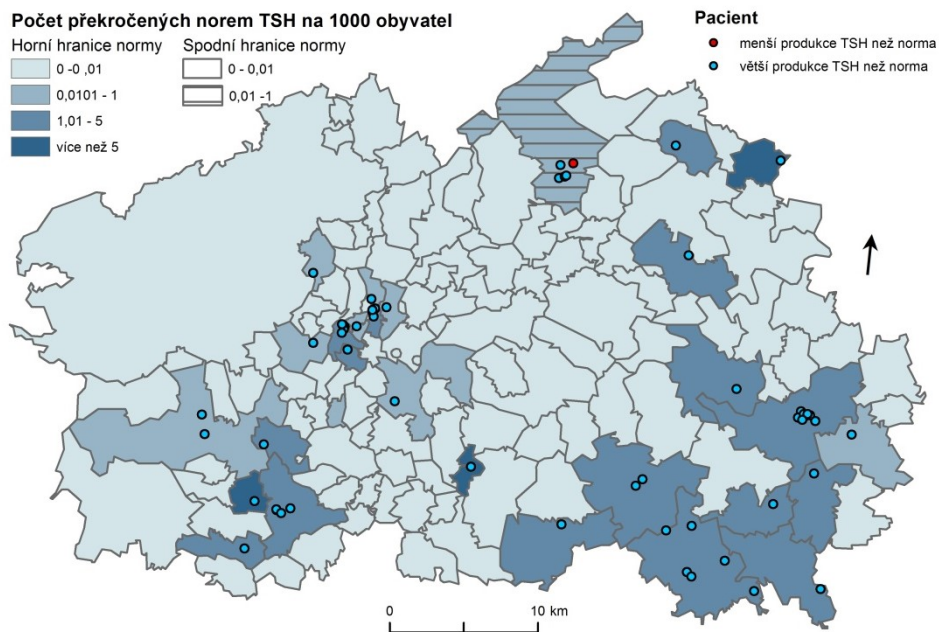 Počet překročených norem TSH na 1000 obyvatel
Horní hranice normy
0 -0 ,01
0,0101 - 1
1,01 - 5
více než 5
Spodní hranice normy
0 - 0,01
0,01 -1
Pacient
menší produkce TSH než norma
větší produkce TSH než norma
0 10 km